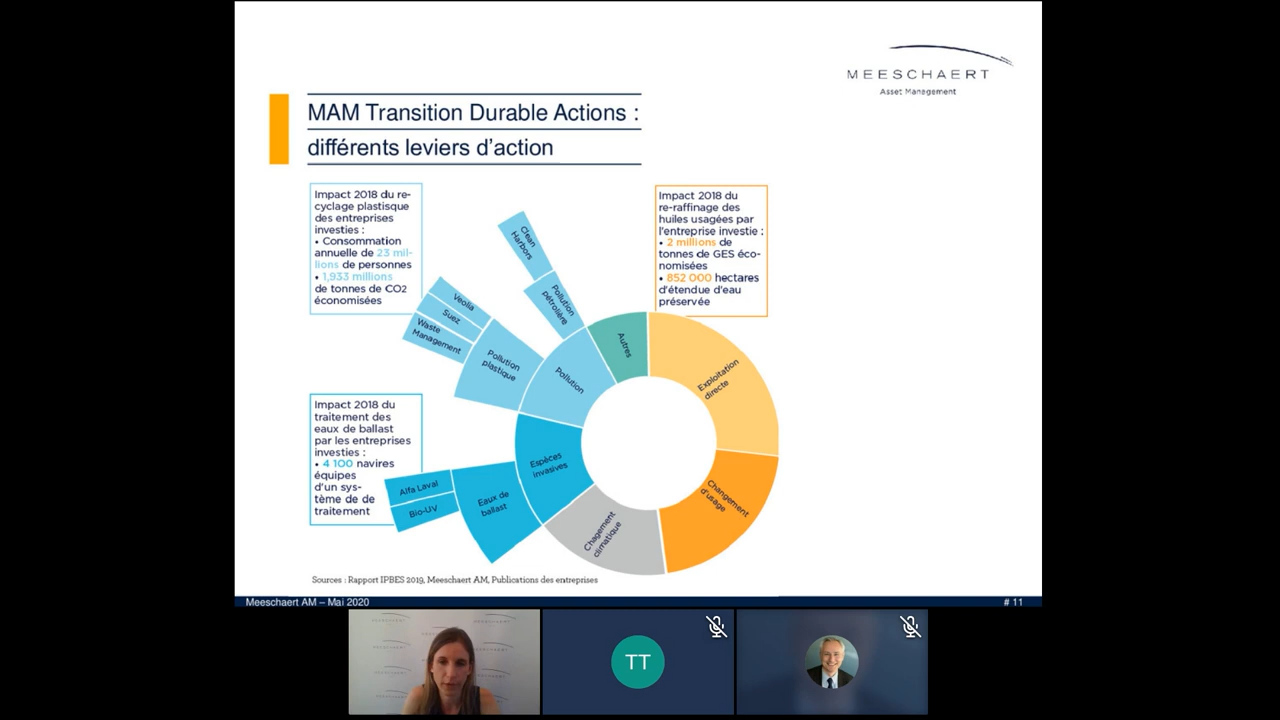 MEESCHAERT
Asset Management
MAM Transition Durable Actions :
différents leviers d'action
Impact 2018 du re-
cyclage plastisque
des entreprises
investies :
• Consommation
annuelle de 23 mil-
lions de personnes
• 1,933 millions
de tonnes de CO2
économisées
Impact 2018 du
re-raffinage des
huiles usagées par
l'entreprise investie :
• 2 millions de
tonnes de GES éco-
nomisées
• 852 000 hectares
d'étendue d'eau
préservée
Clean
Harbors
Pollution
pétrolière
Veolia
Suez
Waste
Management
Pollution
plastique
Pollution
Autres
Exploitation
directe
Impact 2018 du
traitement des
eaux de ballast
par les entreprises
investies :
• 4 100 navires
équipes
d'un sys-
tème de de
traitement
Alfa Laval
Bio-UV
Eaux de
ballast
Espèces
invasives
Chagement
climatique
Changement
d'usage
Sources : Rapport IPBES 2019, Meeschaert AM, Publications des entreprises
Meeschaert AM – Mai 2020
# 11
TT